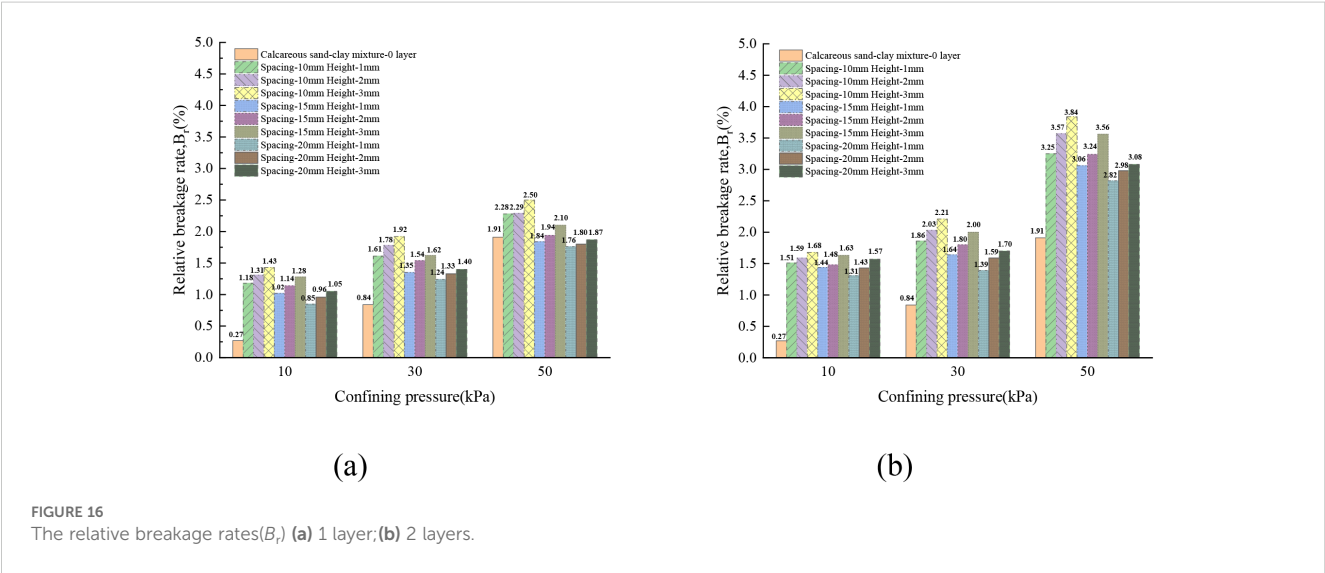 5.0
4.5
4.0
3.5
3.0
2.5
2.0
1.5
1.0
0.5
0.0
Relative breakage rate,Br(%)
Calcareous sand-clay mixture-0 layer
Spacing-10mm Height-1mm
Spacing-10mm Height-2mm
Spacing-10mm Height-3mm
Spacing-15mm Height-1mm
Spacing-15mm Height-2mm
Spacing-15mm Height-3mm
Spacing-20mm Height-1mm
Spacing-20mm Height-2mm
Spacing-20mm Height-3mm
0.27 1.18 1.31 1.43 1.02 1.14 1.28 0.85 0.96 1.05
0.84 1.61 1.78 1.92 1.35 1.54 1.62 1.24 1.33 1.40
1.91 2.28 2.29 2.50 1.84 1.94 2.10 1.76 1.80 1.87
10 30 50
Confining pressure(kPa)
(a)
5.0
4.5
4.0
3.5
3.0
2.5
2.0
1.5
1.0
0.5
0.0
Relative breakage rate,Br(%)
Calcareous sand-clay mixture-0 layer
Spacing-10mm Height-1mm
Spacing-10mm Height-2mm
Spacing-10mm Height-3mm
Spacing-15mm Height-1mm
Spacing-15mm Height-2mm
Spacing-15mm Height-3mm
Spacing-20mm Height-1mm
Spacing-20mm Height-2mm
Spacing-20mm Height-3mm
0.27 1.51 1.59 1.68 1.44 1.48 1.63 1.31 1.43 1.57
0.84 1.86 2.03 2.21 1.64 1.80 2.00 1.39 1.59 1.70
1.91 3.25 3.57 3.84 3.06 3.24 3.56 2.82 2.98 3.08
10 30 50
Confining pressure(kPa)
(b)
FIGURE 16
The relative breakage rates(Br) (a) 1 layer;(b) 2 layers.